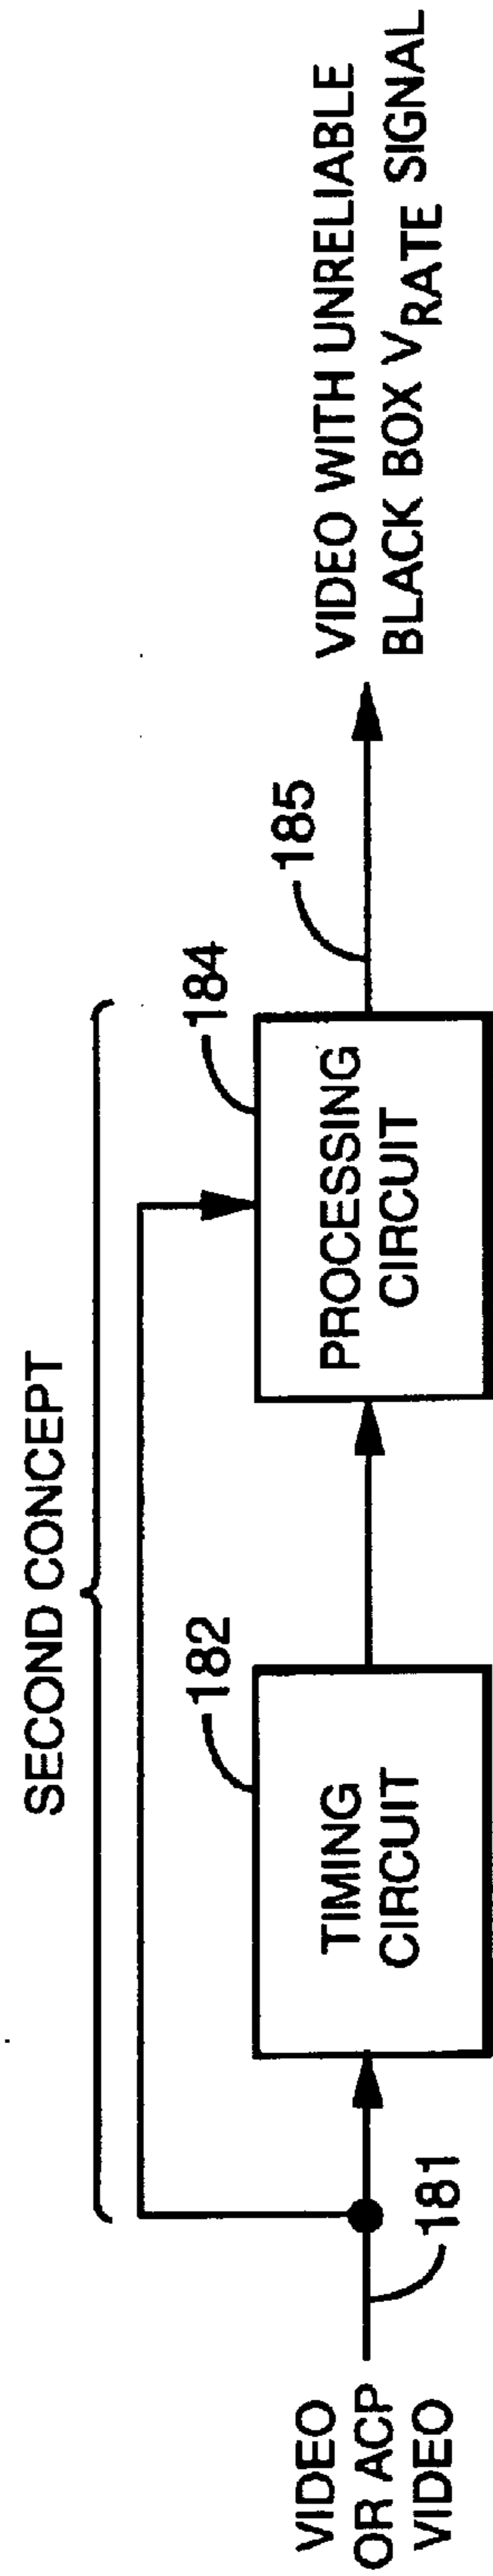 SECOND CONCEPT
VIDEO
OR ACP
VIDEO
181
182
TIMING
CIRCUIT
184
PROCESSING
CIRCUIT
185
VIDEO WITH UNRELIABLE
BLACK BOX VRATE SIGNAL